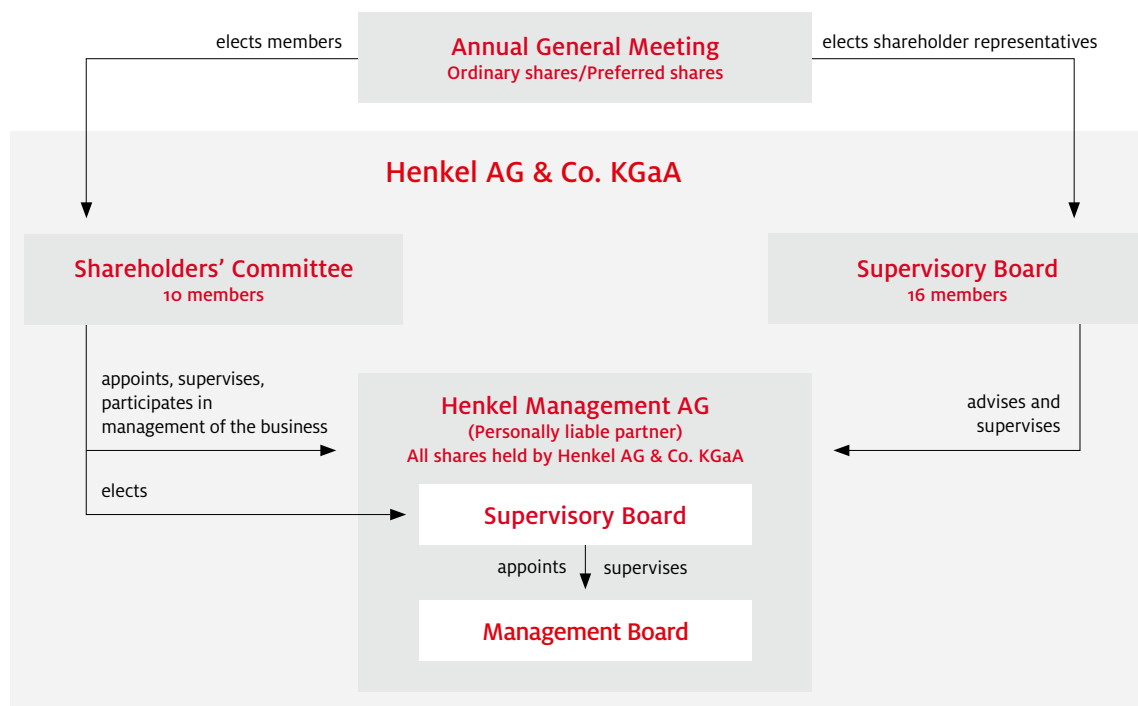 elects members
Annual General Meeting
Ordinary shares/Preferred shares
elects shareholder representatives
Henkel AG & Co. KGaA
Shareholders’ Committee
10 members
Supervisory Board
16 members
appoints, supervises,
participates in
management of the business
elects
Henkel Management AG
(Personally liable partner)
All shares held by Henkel AG & Co. KGaA
advises and
supervises
Supervisory Board
appoints
supervises
Management Board